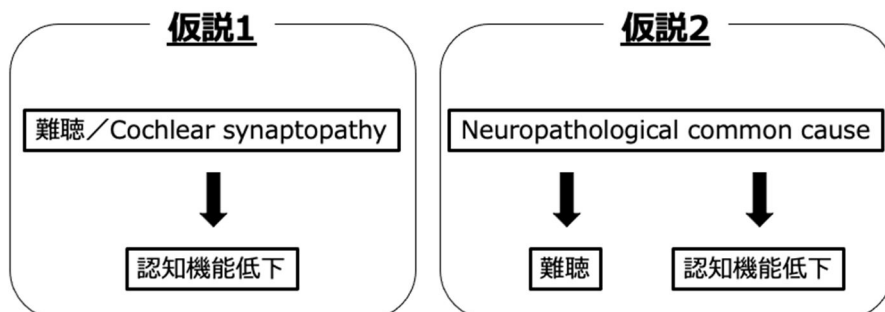 仮説1
難聴／Cochlear synaptopathy
認知機能低下
仮説2
Neuropathological common cause
難聴
認知機能低下